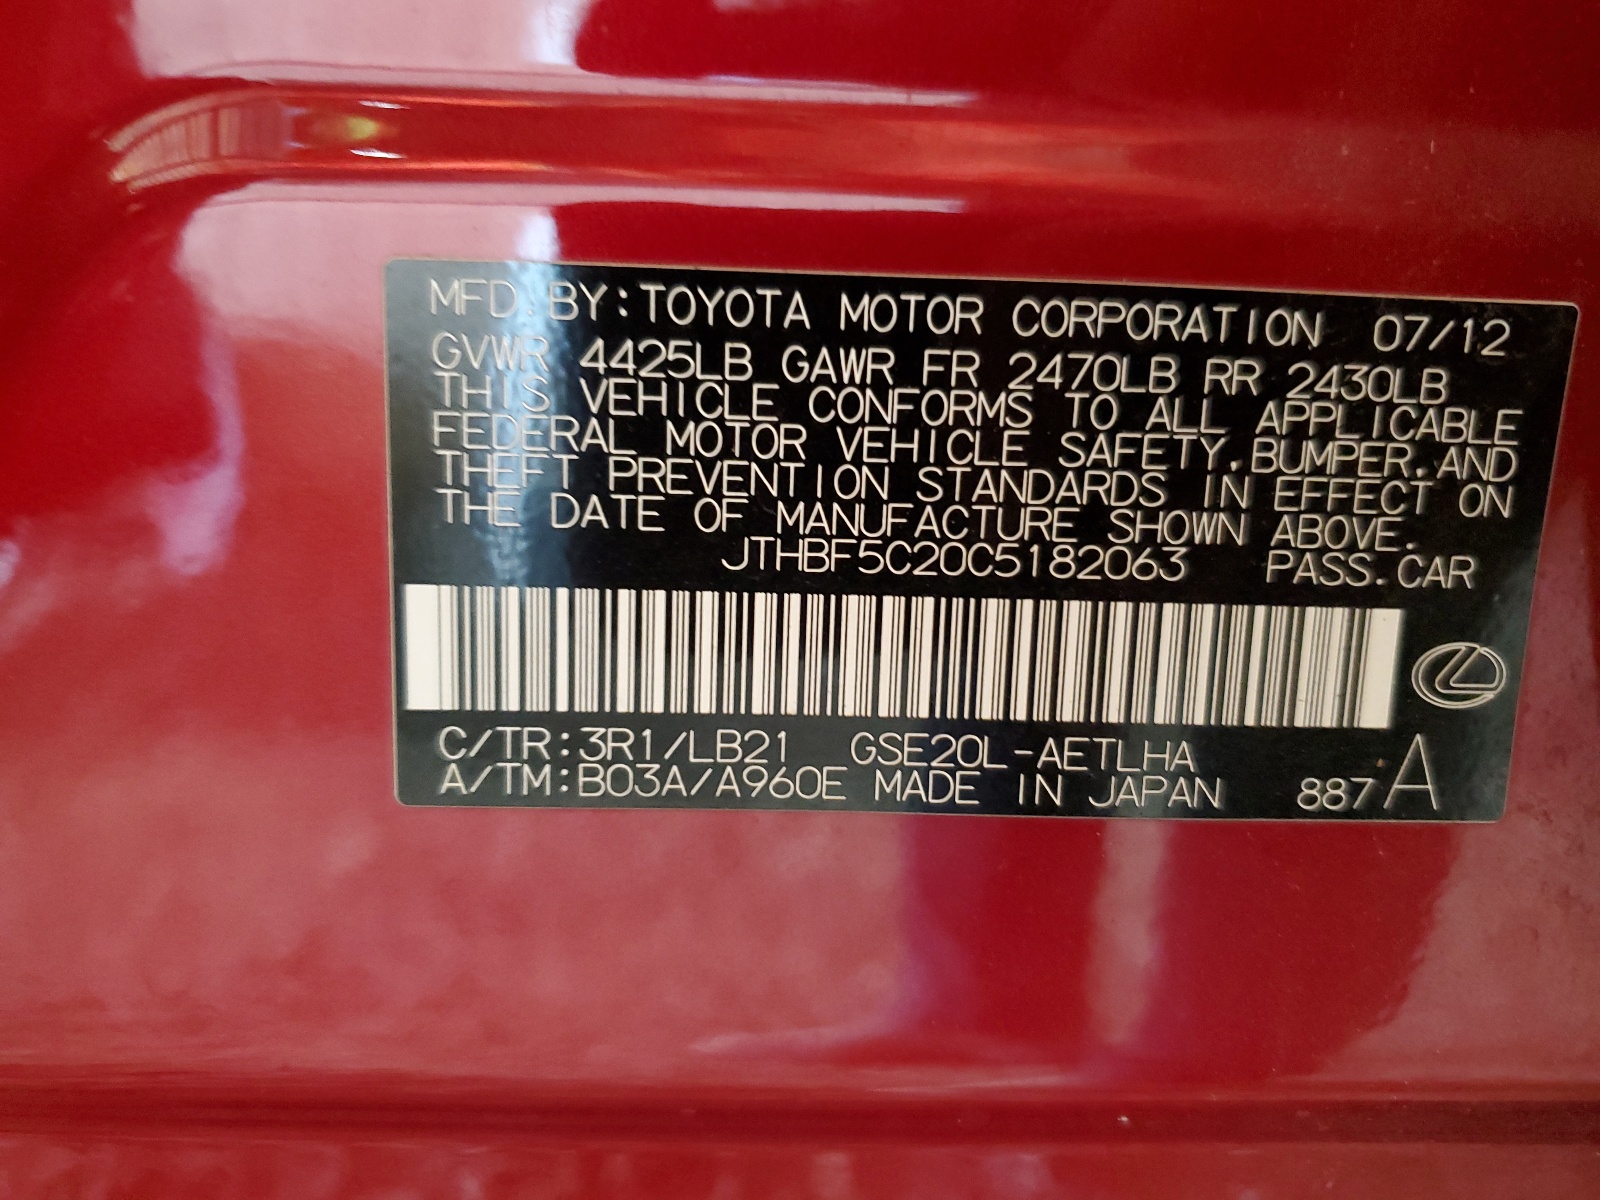 MFD.BY:TOYOTA MOTOR CORPORATION 07/12
GVWR 4425LB GAWR FR 2470LB RR 2430LB
THIS VEHICLE CONFORMS TO ALL APPLICABLE
FEDERAL MOTOR VEHICLE SAFETY,BUMPER,AND
THEFT PREVENTION STANDARDS IN EFFECT ON
THE DATE OF MANUFACTURE SHOWN ABOVE.
JTHBF5C20C5182063 PASS.CAR
C/TR:3R1/LB21 GSE20L-AETLHA
A/TM:B03A/A960E MADE IN JAPAN 887 A